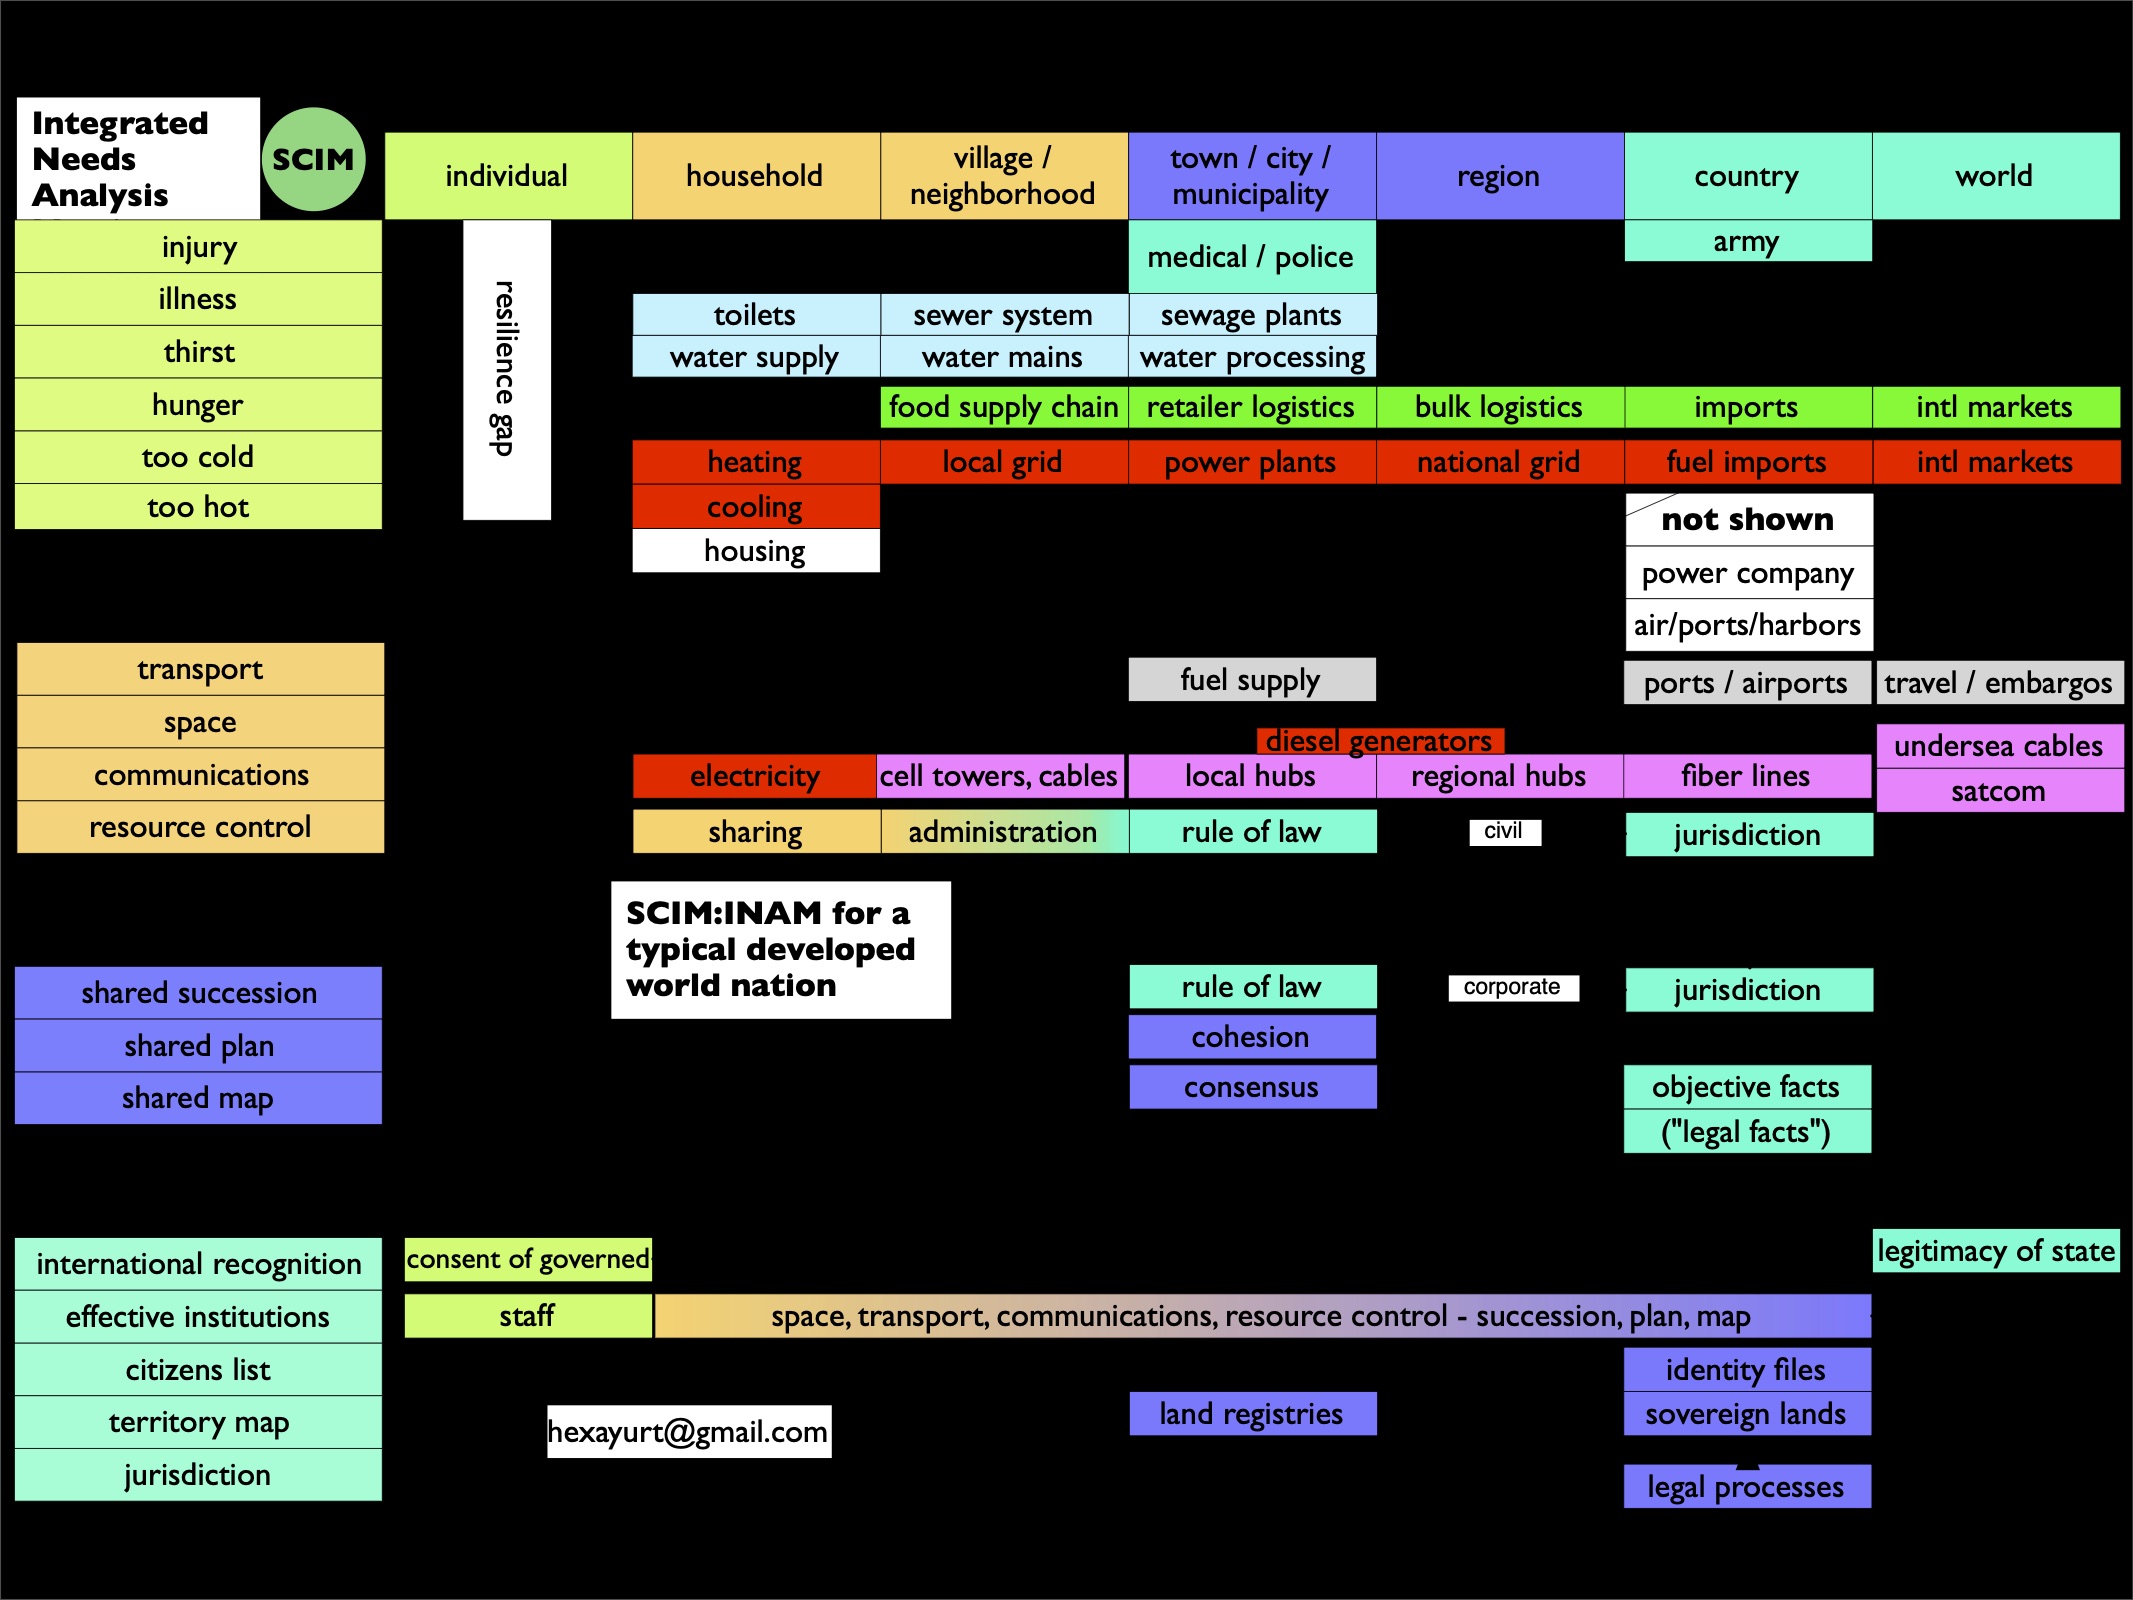 Integrated
Needs
Analysis
SCIM
individual
household
village /
neighborhood
town / city /
municipality
region
country
world
injury
illness
thirst
hunger
too cold
too hot
resilience gap
medical / police
army
toilets
sewer system
sewage plants
water supply
water mains
water processing
food supply chain
retailer logistics
bulk logistics
imports
intl markets
heating
local grid
power plants
national grid
fuel imports
intl markets
cooling
housing
not shown
power company
air/ports/harbors
transport
space
communications
resource control
fuel supply
ports / airports
travel / embargos
diesel generators
undersea cables
electricity
cell towers, cables
local hubs
regional hubs
fiber lines
satcom
sharing
administration
rule of law
civil
jurisdiction
SCIM:INAM for a
typical developed
world nation
shared succession
shared plan
shared map
rule of law
corporate
jurisdiction
cohesion
consensus
objective facts
("legal facts")
international recognition
effective institutions
citizens list
territory map
jurisdiction
consent of governed
legitimacy of state
staff
space, transport, communications, resource control - succession, plan, map
identity files
land registries
sovereign lands
hexayurt@gmail.com
legal processes